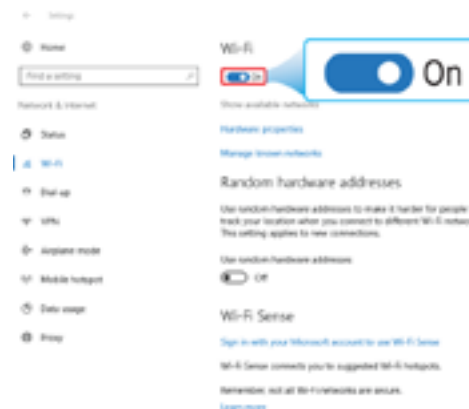 Settings
Home
Find a setting
Network & Internet
Status
Wi-Fi
Dial-up
VPN
Airplane mode
Mobile hotspot
Data usage
Proxy
Wi-Fi
On
On
Show available networks
Hardware properties
Manage known networks
Random hardware addresses
Use random hardware addresses to make it harder for people
track your location when you connect to different Wi-Fi
This setting applies to new connections.
Use random hardware addresses
Off
Wi-Fi Sense
Sign in with your Microsoft account to use Wi-Fi Sense
Wi-Fi Sense connects you to suggested Wi-Fi hotspots.
Remember, not all Wi-Fi networks are secure.
Learn more